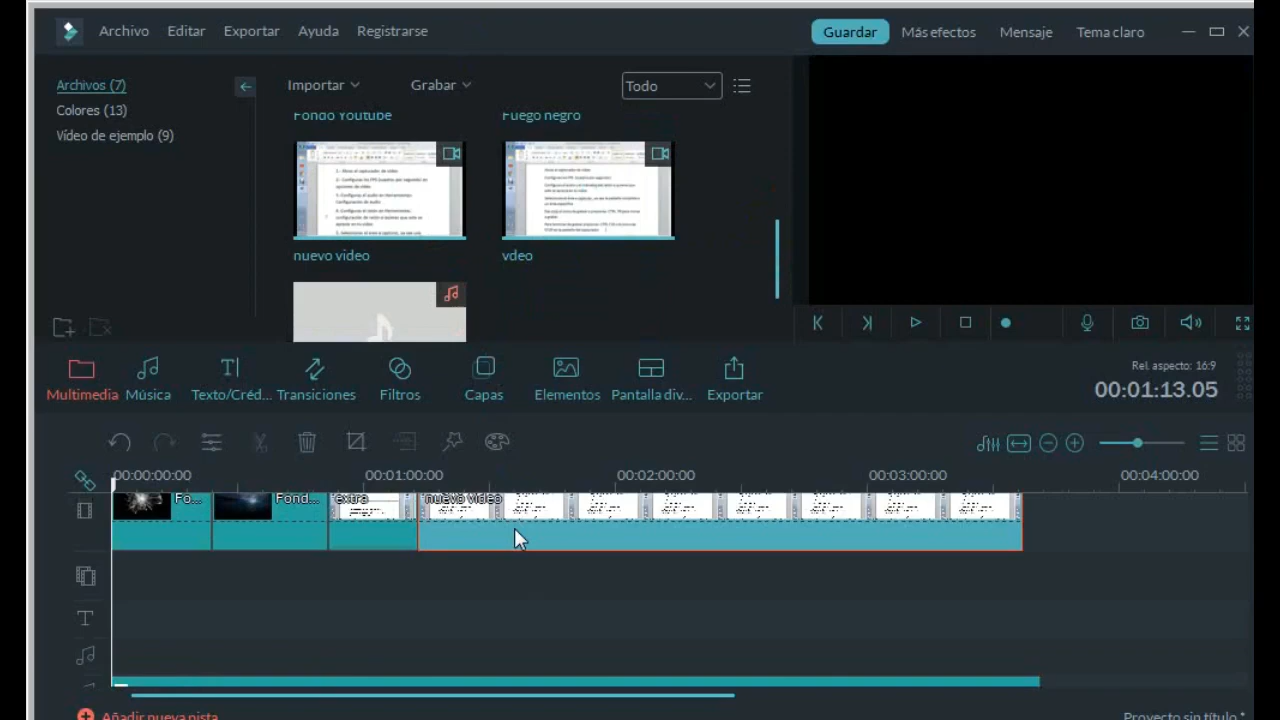 Archivo Editar Exportar Ayuda Registrarse Guardar Más efectos Mensaje Tema claro
Archivos (7)
Colores (13)
Vídeo de ejemplo (9)
Importar Grabar Todo
Fondo Youtube Fuego negro
nuevo video vdeo
Multimedia Música Texto/Créd... Transiciones Filtros Capas Elementos Pantalla div... Exportar
Rel. aspecto: 16:9
00:01:13.05
00:00:00:00 00:01:00:00 00:02:00:00 00:03:00:00 00:04:00:00
Fo... Fond... extra nuevo video
Añadir nueva pista
Proyecto sin título *